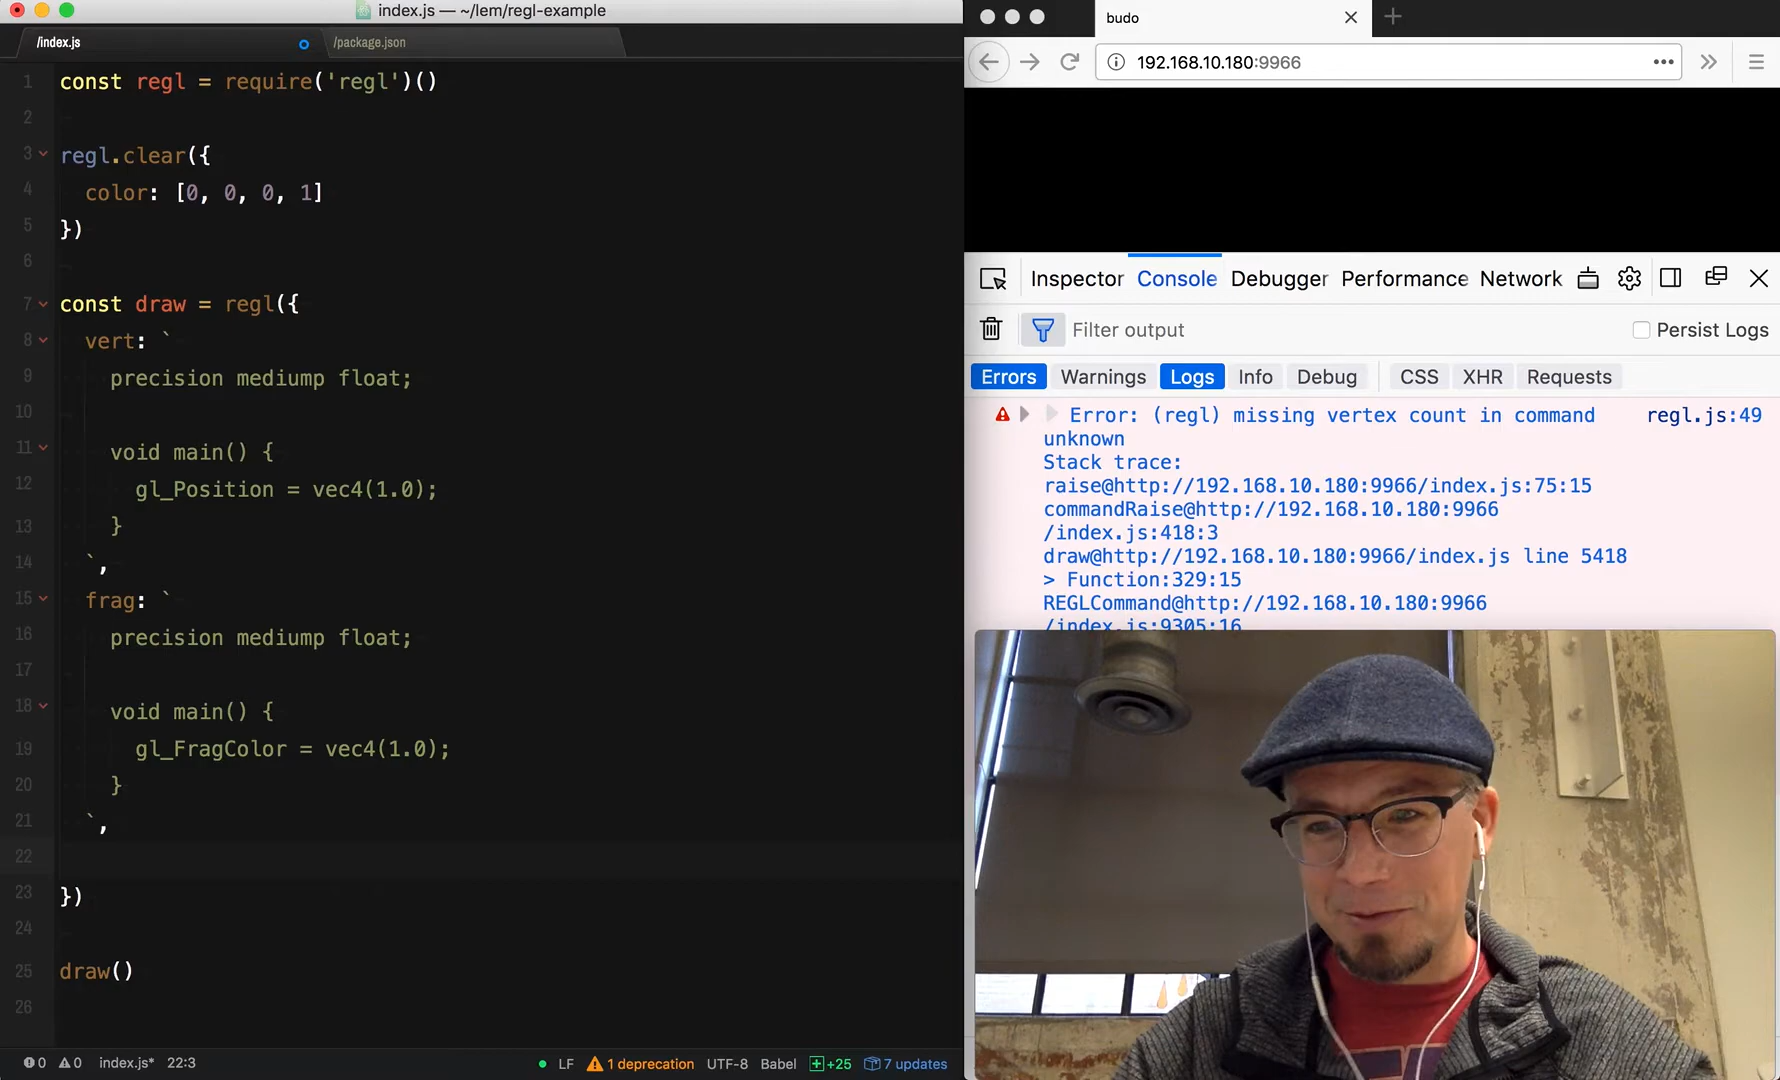 index.js — ~/lem/regl-example
/index.js
/package.json
1 const regl = require('regl')()
2
3 regl.clear({
4 color: [0, 0, 0, 1]
5 })
6
7 const draw = regl({
8 vert: `
9 precision mediump float;
10
11 void main() {
12 gl_Position = vec4(1.0);
13 }
14 `,
15 frag: `
16 precision mediump float;
17
18 void main() {
19 gl_FragColor = vec4(1.0);
20 }
21 `,
22
23 })
24
25 draw()
26
0 0 index.js* 22:3 LF 1 deprecation UTF-8 Babel +25 7 updates
budo
192.168.10.180:9966
Inspector Console Debugger Performance Network
Filter output Persist Logs
Errors Warnings Logs Info Debug CSS XHR Requests
Error: (regl) missing vertex count in command regl.js:49
unknown
Stack trace:
raise@http://192.168.10.180:9966/index.js:75:15
commandRaise@http://192.168.10.180:9966
/index.js:418:3
draw@http://192.168.10.180:9966/index.js line 5418
> Function:329:15
REGLCommand@http://192.168.10.180:9966
/index.js:9305:16